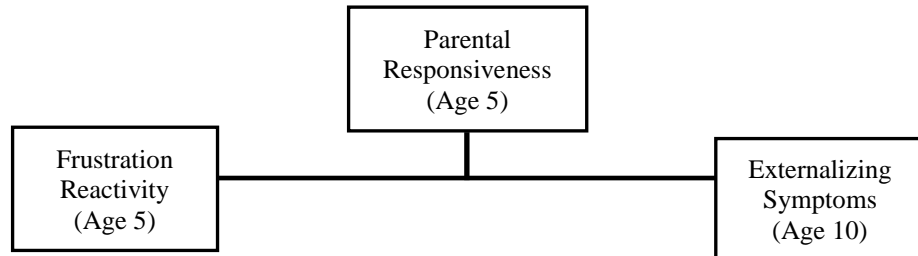 Parental
Responsiveness
(Age 5)
Frustration
Reactivity
(Age 5)
Externalizing
Symptoms
(Age 10)